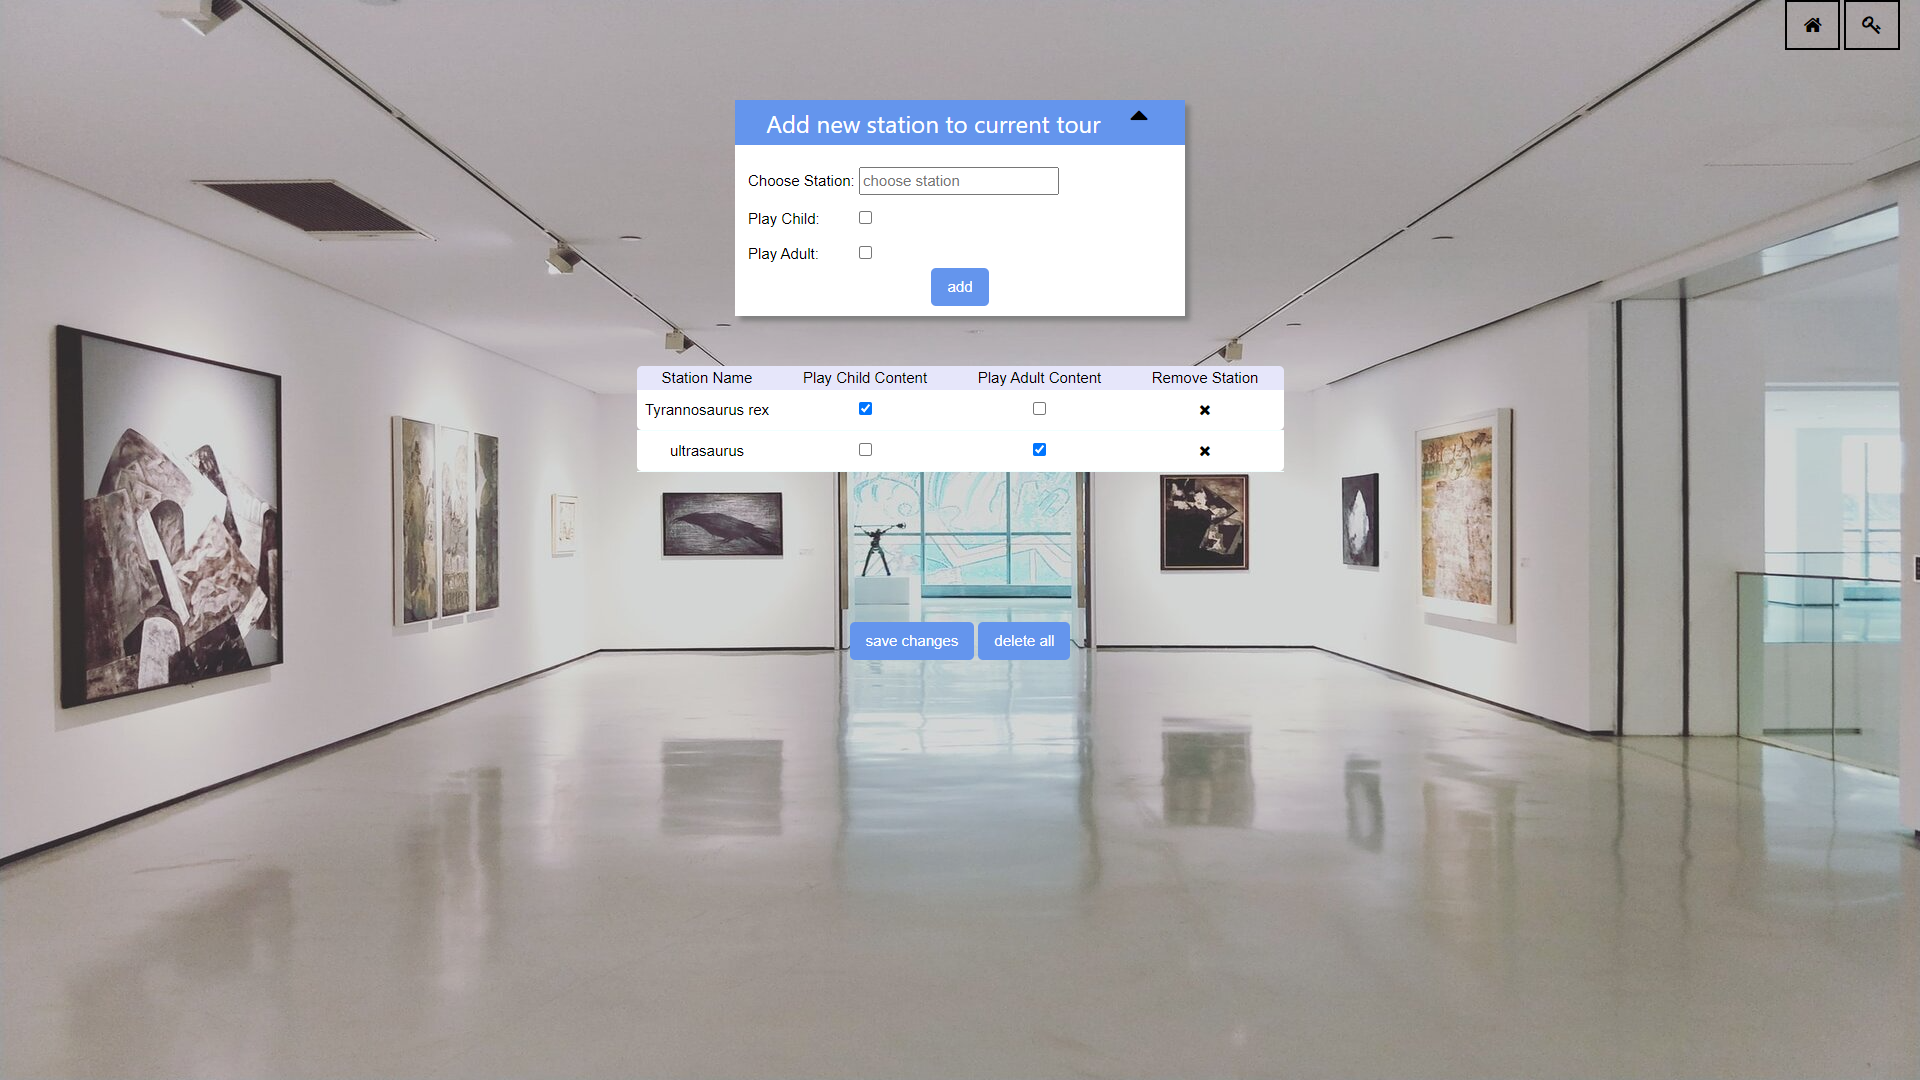 Add new station to current tour
Choose Station: choose station
Play Child:
Play Adult:
add
Station Name Play Child Content Play Adult Content Remove Station
Tyrannosaurus rex
ultrasaurus
save changes delete all